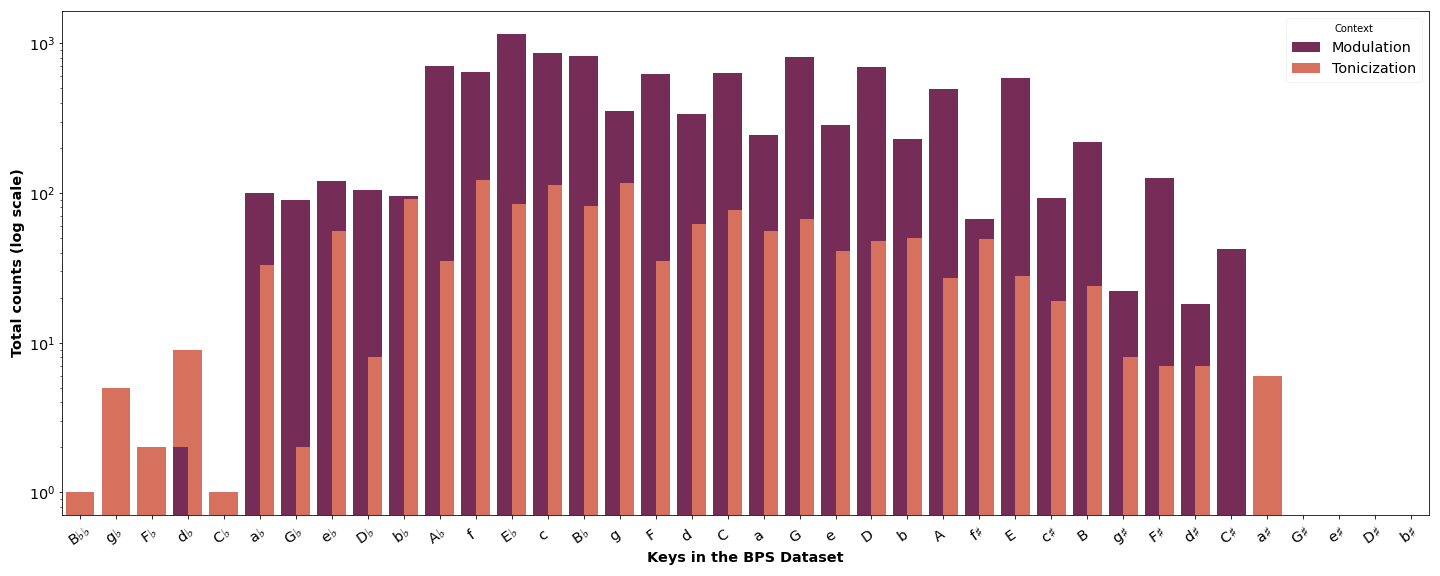 Context
Modulation
Tonicization
Total counts (log scale)
10³
10²
10¹
10⁰
B♭♭ g♭ F♭ d♭ C♭ a♭ G♭ e♭ D♭ b♭ A♭ f E♭ c B♭ g F d C a G e D b A f♯ E c♯ B g♯ F♯ d♯ C♯ a♯ G♯ e♯ D♯ b♯
Keys in the BPS Dataset